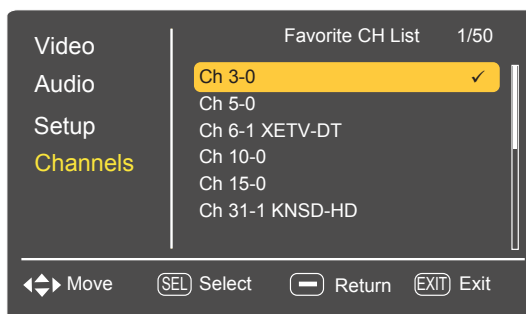 Video
Audio
Setup
Channels
Favorite CH List 1/50
Ch 3-0 ✓
Ch 5-0
Ch 6-1 XETV-DT
Ch 10-0
Ch 15-0
Ch 31-1 KNSD-HD
Move SEL Select Return EXIT Exit